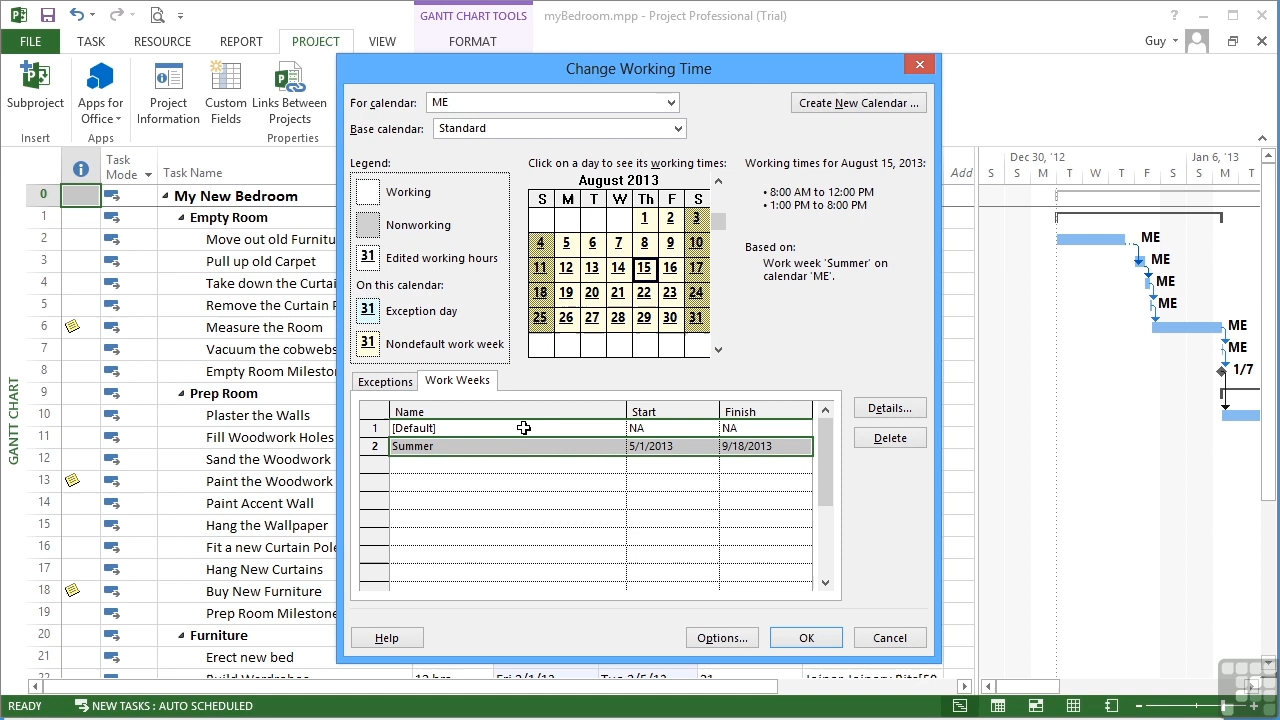 GANTT CHART TOOLS
myBedroom.mpp - Project Professional (Trial)
?
FILE
TASK
RESOURCE
REPORT
PROJECT
VIEW
FORMAT
Guy
Subproject
Apps for Office
Project Information
Custom Fields
Links Between Projects
Insert
Apps
Properties
Change Working Time
For calendar:
ME
Create New Calendar ...
Base calendar:
Standard
Legend:
Working
Nonworking
31
Edited working hours
On this calendar:
31
Exception day
31
Nondefault work week
Click on a day to see its working times:
August 2013
S M T W Th F S
1 2 3
4 5 6 7 8 9 10
11 12 13 14 15 16 17
18 19 20 21 22 23 24
25 26 27 28 29 30 31
Working times for August 15, 2013:
• 8:00 AM to 12:00 PM
• 1:00 PM to 8:00 PM
Based on:
Work week 'Summer' on
calendar 'ME'.
Exceptions
Work Weeks
Name Start Finish
1 [Default] NA NA
2 Summer 5/1/2013 9/18/2013
Details...
Delete
Help
Options...
OK
Cancel
GANTT CHART
Task Mode
Task Name
Add
0 My New Bedroom
1 Empty Room
2 Move out old Furnitu
3 Pull up old Carpet
4 Take down the Curtai
5 Remove the Curtain P
6 Measure the Room
7 Vacuum the cobwebs
8 Empty Room Milesto
9 Prep Room
10 Plaster the Walls
11 Fill Woodwork Holes
12 Sand the Woodwork
13 Paint the Woodwork
14 Paint Accent Wall
15 Hang the Wallpaper
16 Fit a new Curtain Pole
17 Hang New Curtains
18 Buy New Furniture
19 Prep Room Milestone
20 Furniture
21 Erect new bed
Dec 30, '12
Jan 6, '13
S S M T W T F S S M T
ME
ME
ME
ME
ME
ME
1/7
READY
NEW TASKS : AUTO SCHEDULED